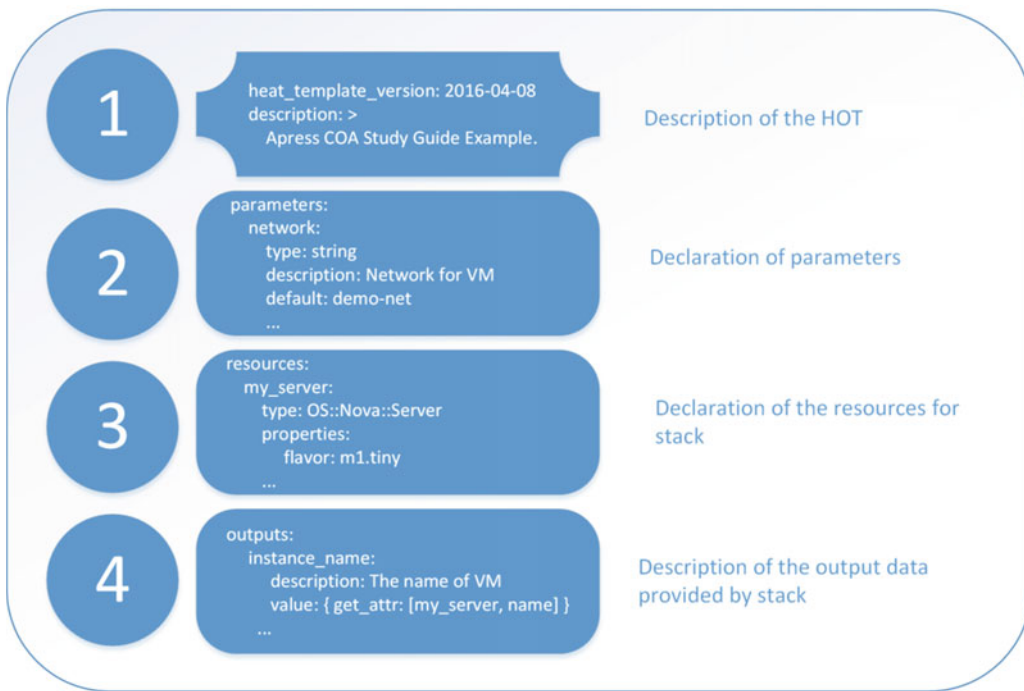 1
heat_template_version: 2016-04-08
description: >
Apress COA Study Guide Example.
Description of the HOT
2
parameters:
network:
type: string
description: Network for VM
default: demo-net
...
Declaration of parameters
3
resources:
my_server:
type: OS::Nova::Server
properties:
flavor: m1.tiny
...
Declaration of the resources for
stack
4
outputs:
instance_name:
description: The name of VM
value: { get_attr: [my_server, name] }
...
Description of the output data
provided by stack